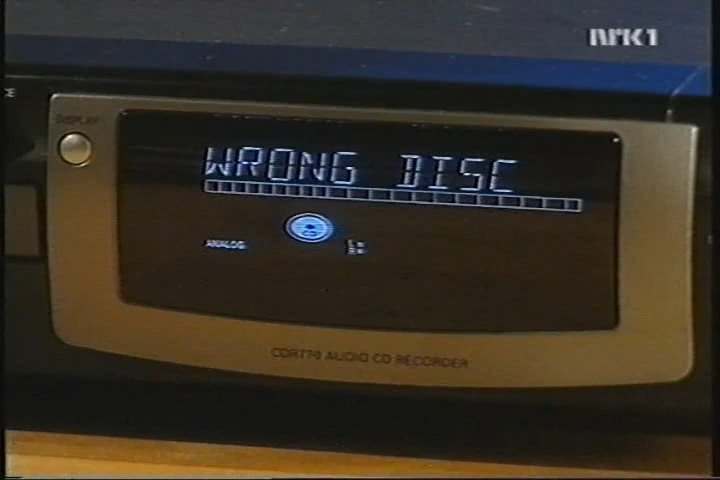 NRK1
DISPLAY
WRONG DISC
ANALOG
CDR770 AUDIO CD RECORDER